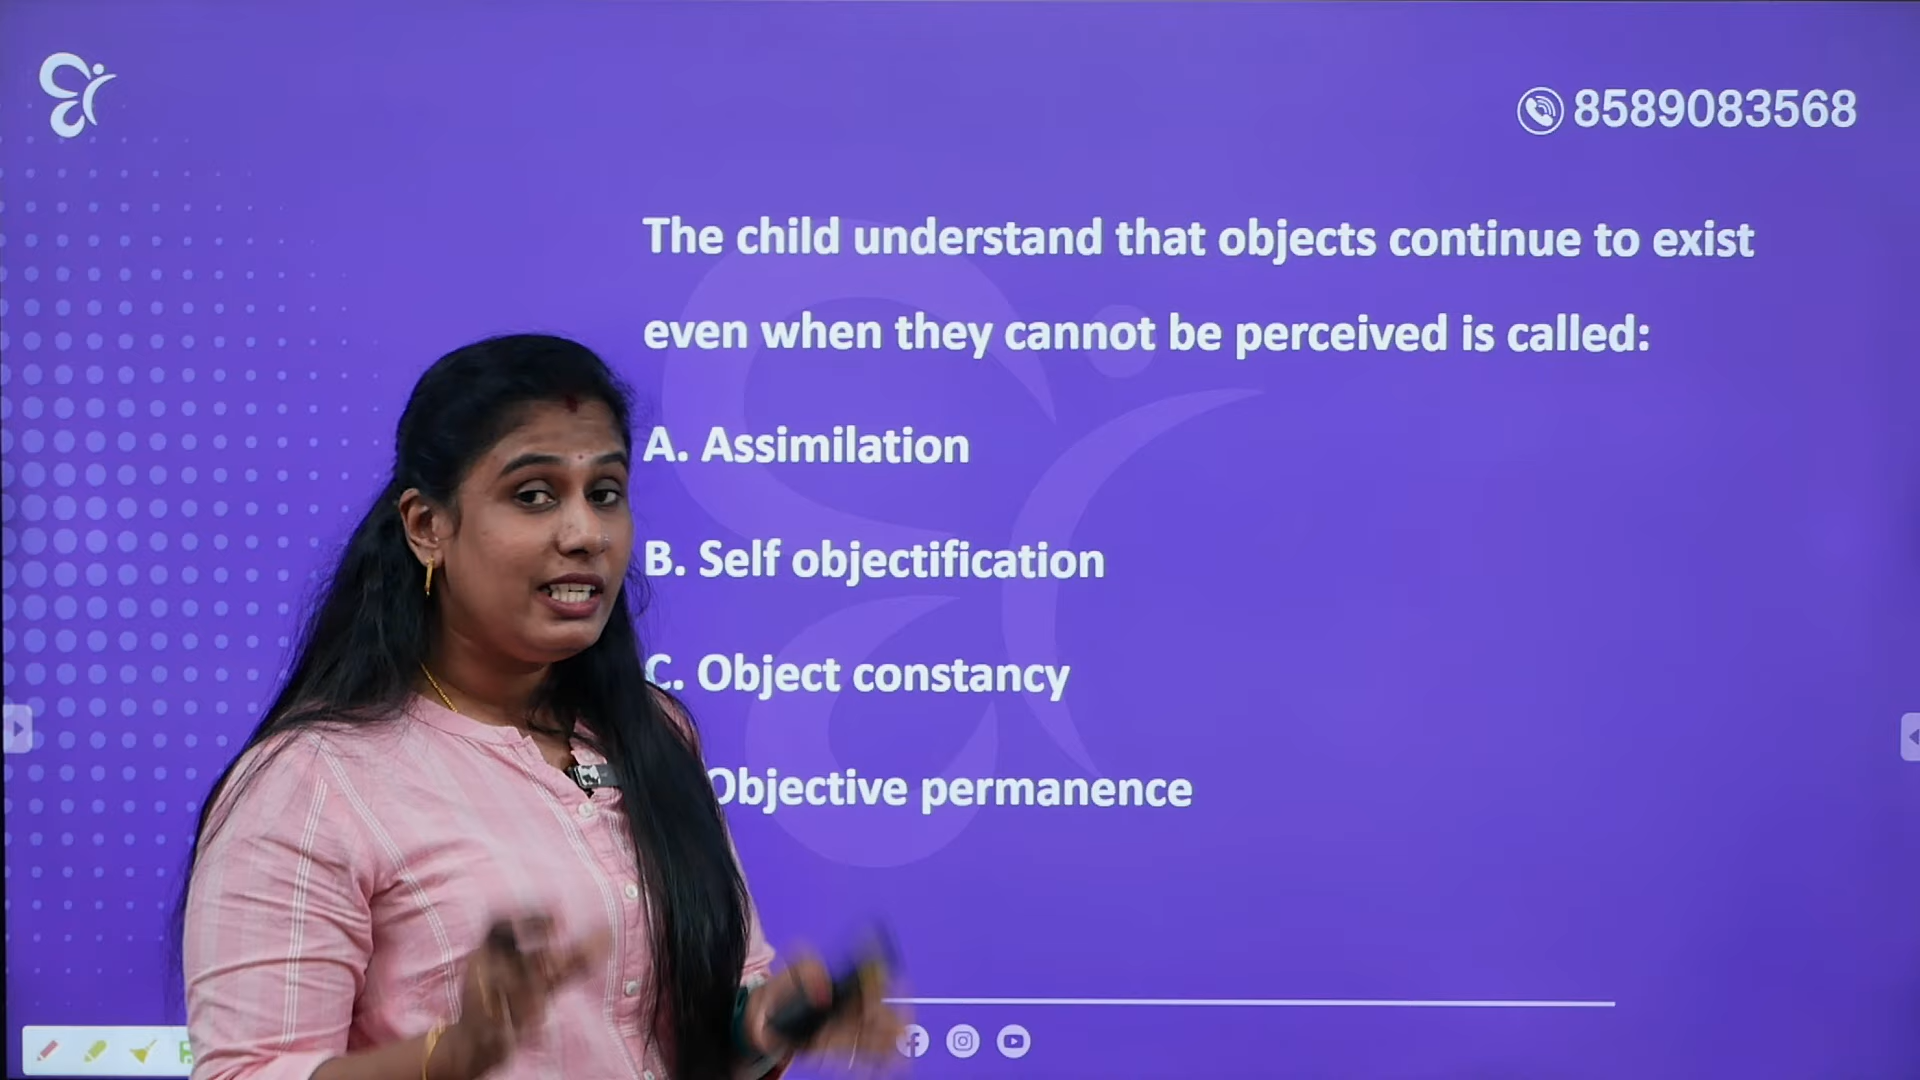 8589083568
The child understand that objects continue to exist
even when they cannot be perceived is called:
A. Assimilation
B. Self objectification
C. Object constancy
Objective permanence